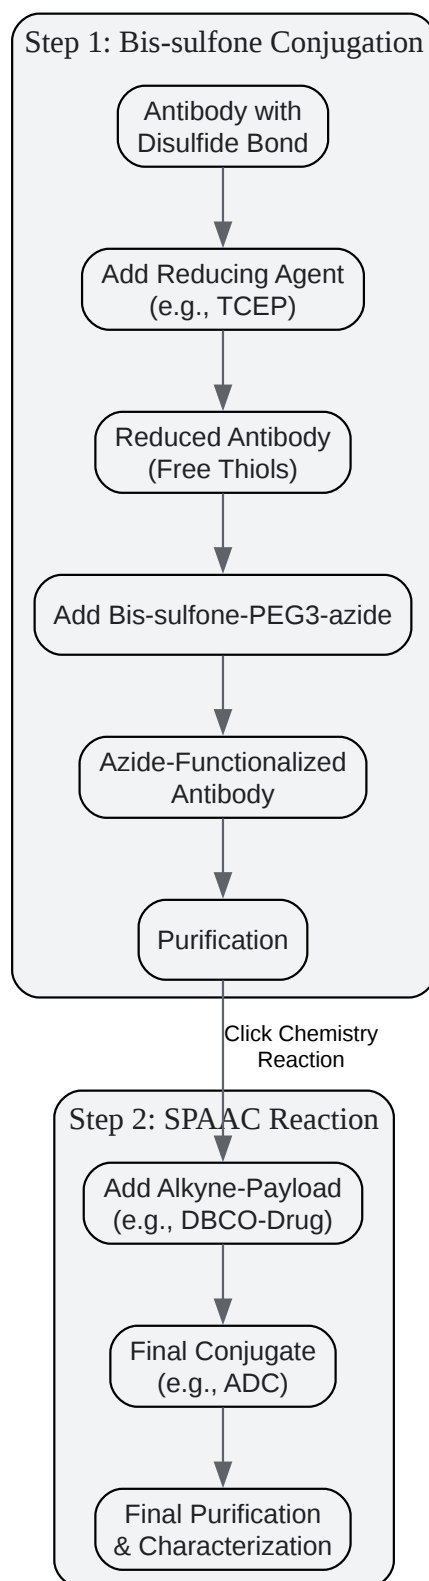 Step 1: Bis-sulfone Conjugation
Antibody with
Disulfide Bond
Add Reducing Agent
(e.g., TCEP)
Reduced Antibody
(Free Thiols)
Add Bis-sulfone-PEG3-azide
Azide-Functionalized
Antibody
Purification
Click Chemistry
Reaction
Step 2: SPAAC Reaction
Add Alkyne-Payload
(e.g., DBCO-Drug)
Final Conjugate
(e.g., ADC)
Final Purification
& Characterization